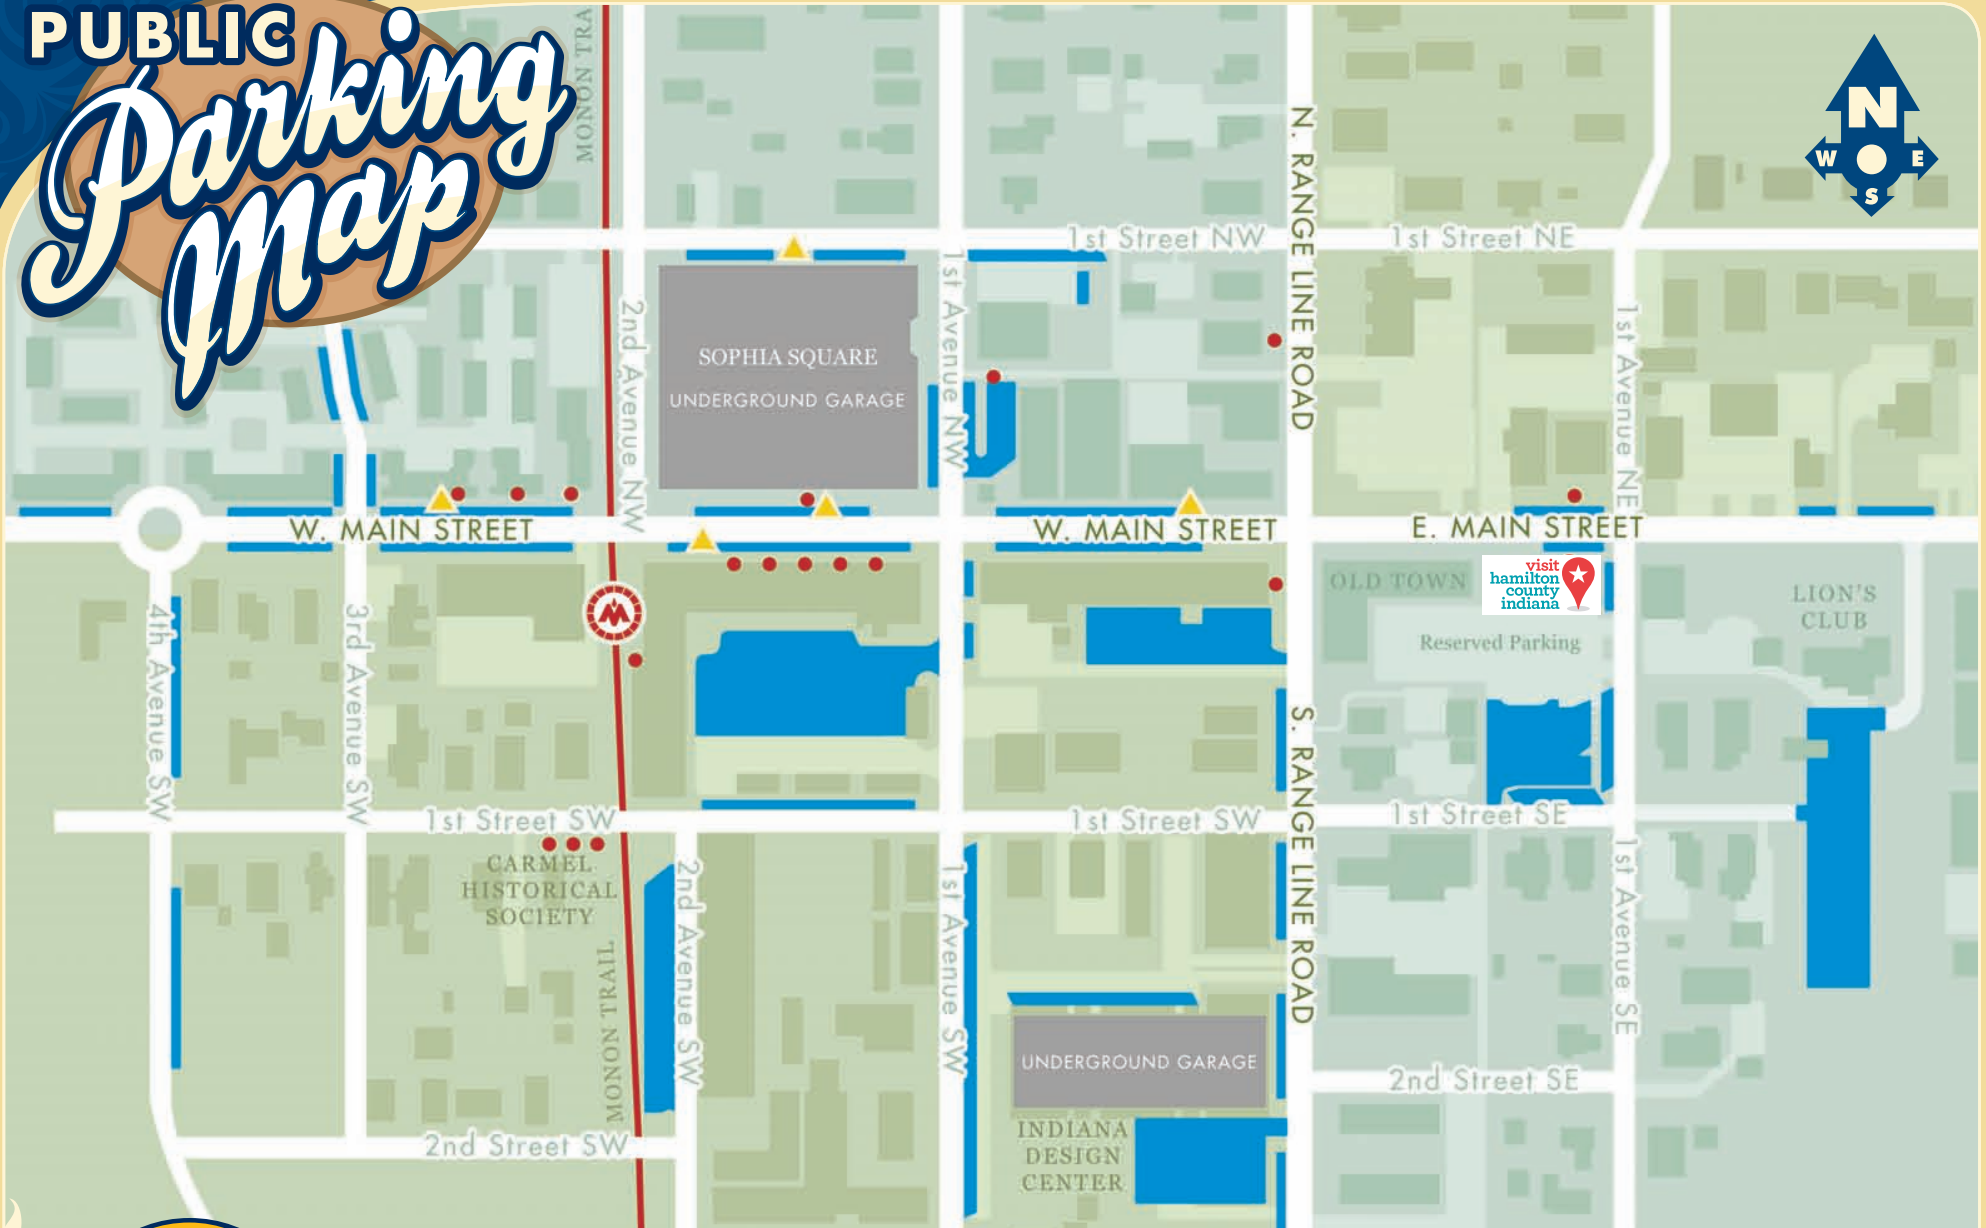 PUBLIC
Parking
Map
MONON TRA
N
W
E
S
N. RANGE LINE ROAD
1st Street NW
1st Street NE
2nd Avenue NW
1st Avenue NW
1st Avenue NE
SOPHIA SQUARE
UNDERGROUND GARAGE
W. MAIN STREET
W. MAIN STREET
E. MAIN STREET
OLD TOWN
visit
hamilton
county
indiana
LION'S
CLUB
Reserved Parking
M
4th Avenue SW
3rd Avenue SW
S. RANGE LINE ROAD
1st Street SW
1st Street SW
1st Street SE
CARMEL
HISTORICAL
SOCIETY
MONON TRAIL
2nd Avenue SW
1st Avenue SW
1st Avenue SE
UNDERGROUND GARAGE
2nd Street SE
INDIANA
DESIGN
CENTER
2nd Street SW